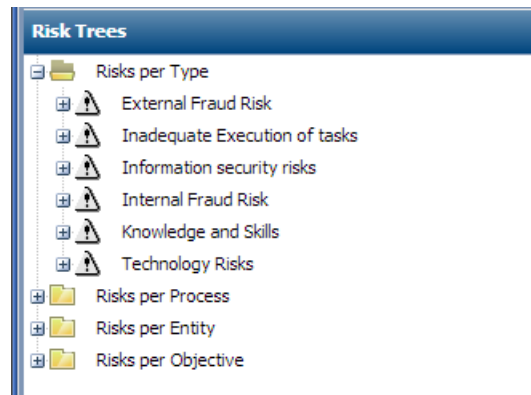 Risk Trees
Risks per Type
External Fraud Risk
Inadequate Execution of tasks
Information security risks
Internal Fraud Risk
Knowledge and Skills
Technology Risks
Risks per Process
Risks per Entity
Risks per Objective